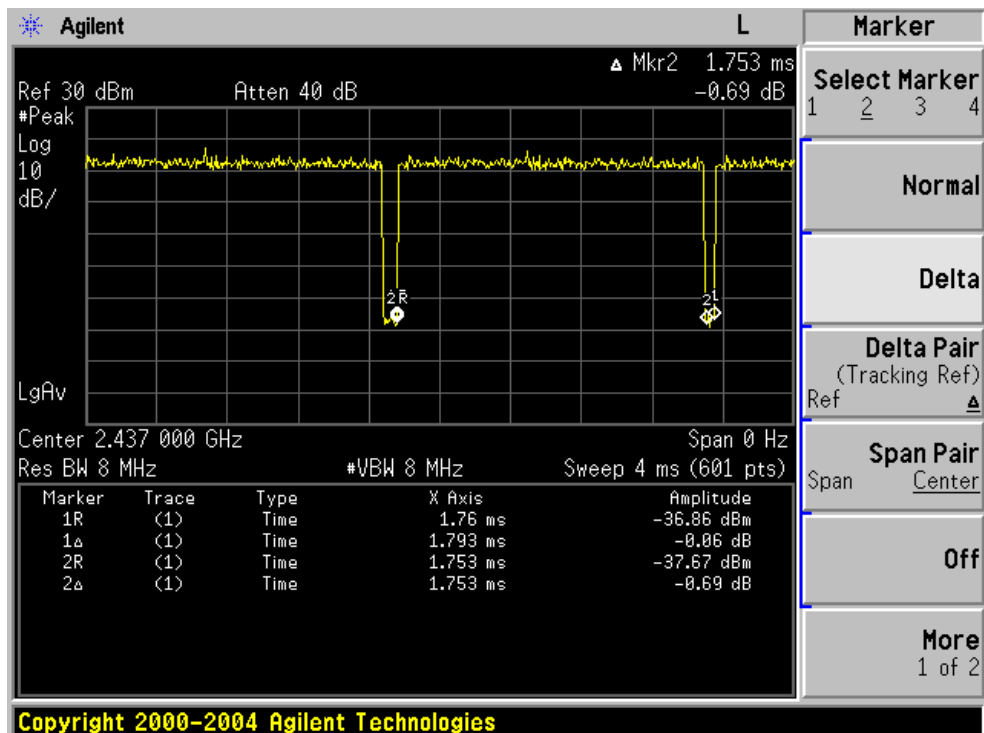 Agilent L
Marker
Δ Mkr2 1.753 ms
Ref 30 dBm Atten 40 dB -0.69 dB
#Peak
Log
10
dB/
2 R
2 1
LgAv
Center 2.437 000 GHz Span 0 Hz
Res BW 8 MHz #VBW 8 MHz Sweep 4 ms (601 pts)
Marker Trace Type X Axis Amplitude
1R (1) Time 1.76 ms -36.86 dBm
1Δ (1) Time 1.793 ms -0.06 dB
2R (1) Time 1.753 ms -37.67 dBm
2Δ (1) Time 1.753 ms -0.69 dB
Select Marker
1 2 3 4
Normal
Delta
Delta Pair
(Tracking Ref)
Ref Δ
Span Pair
Span Center
Off
More
1 of 2
Copyright 2000-2004 Agilent Technologies